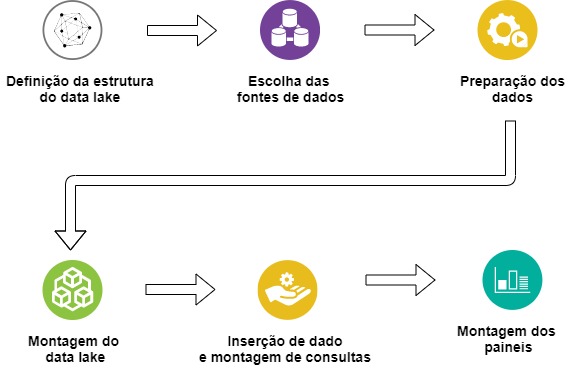 Definição da estrutura
do data lake
Escolha das
fontes de dados
Preparação dos
dados
Montagem do
data lake
Inserção de dado
e montagem de consultas
Montagem dos
paineis